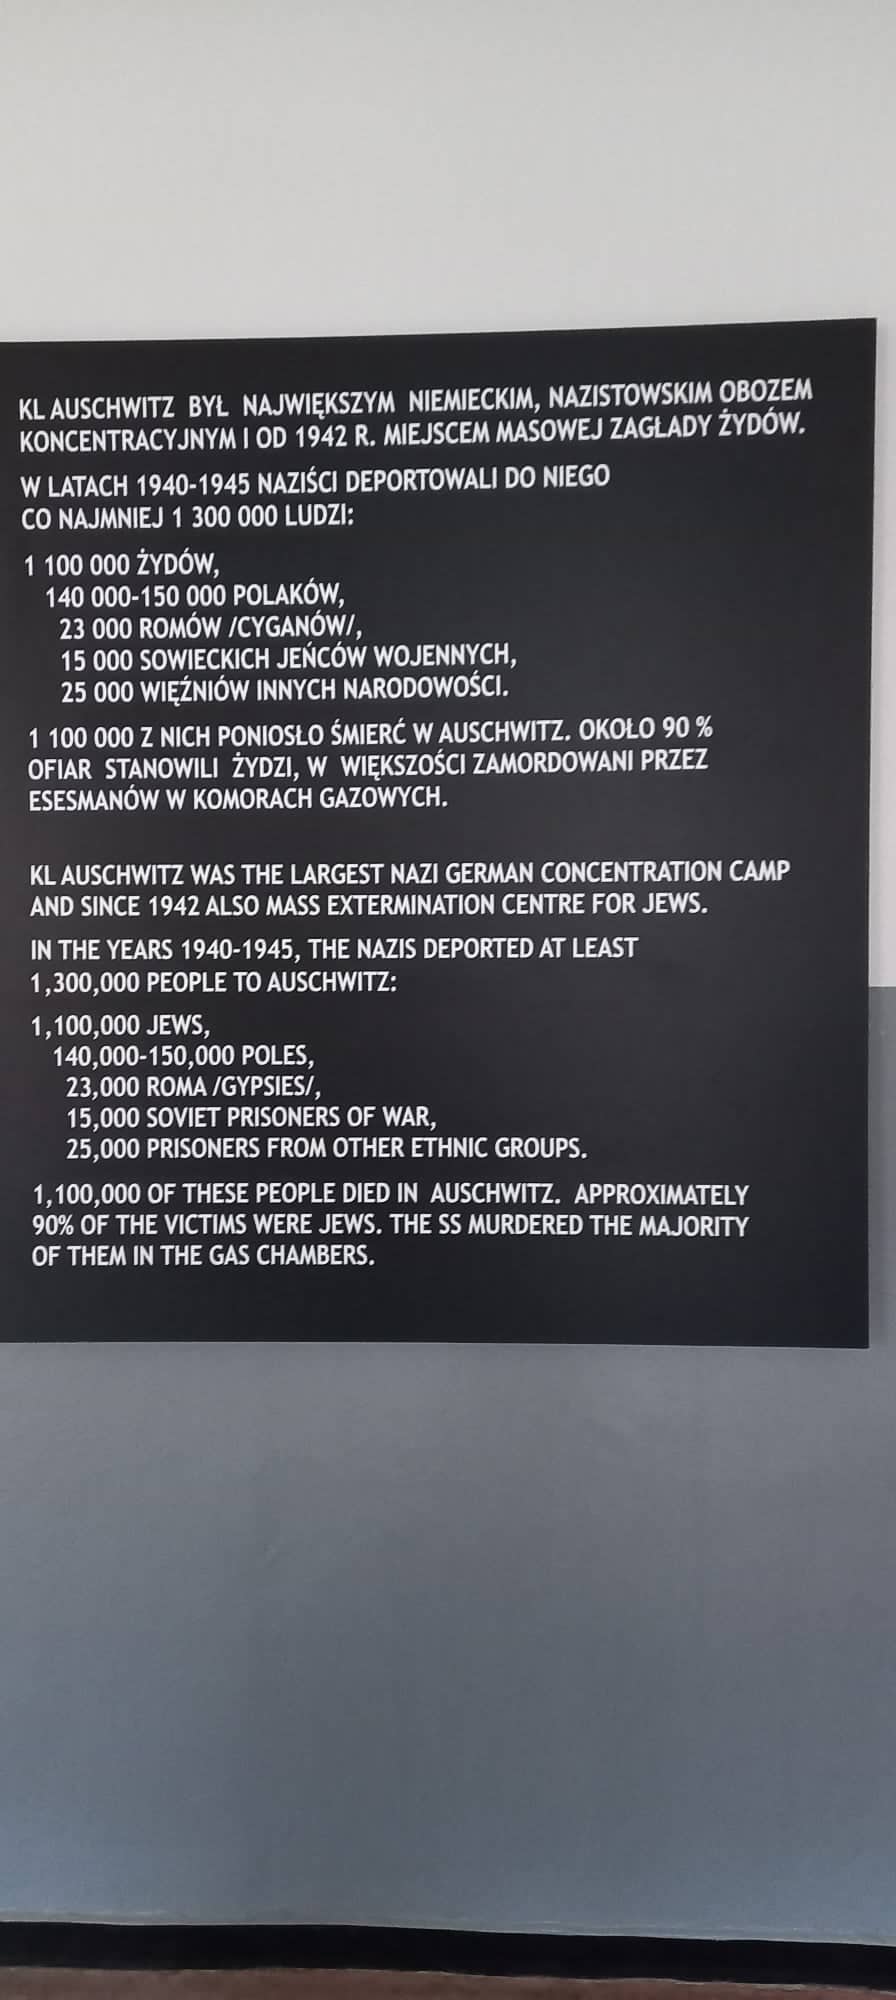 KL AUSCHWITZ BYŁ NAJWIĘKSZYM NIEMIECKIM, NAZISTOWSKIM OBOZEM
KONCENTRACYJNYM I OD 1942 R. MIEJSCEM MASOWEJ ZAGŁADY ŻYDÓW.
W LATACH 1940-1945 NAZIŚCI DEPORTOWALI DO NIEGO
CO NAJMNIEJ 1 300 000 LUDZI:
1 100 000 ŻYDÓW,
140 000-150 000 POLAKÓW,
23 000 ROMÓW /CYGANÓW/,
15 000 SOWIECKICH JEŃCÓW WOJENNYCH,
25 000 WIĘŹNIÓW INNYCH NARODOWOŚCI.
1 100 000 Z NICH PONIOSŁO ŚMIERĆ W AUSCHWITZ. OKOŁO 90 %
OFIAR STANOWILI ŻYDZI, W WIĘKSZOŚCI ZAMORDOWANI PRZEZ
ESESMANÓW W KOMORACH GAZOWYCH.
KL AUSCHWITZ WAS THE LARGEST NAZI GERMAN CONCENTRATION CAMP
AND SINCE 1942 ALSO MASS EXTERMINATION CENTRE FOR JEWS.
IN THE YEARS 1940-1945, THE NAZIS DEPORTED AT LEAST
1,300,000 PEOPLE TO AUSCHWITZ:
1,100,000 JEWS,
140,000-150,000 POLES,
23,000 ROMA /GYPSIES/,
15,000 SOVIET PRISONERS OF WAR,
25,000 PRISONERS FROM OTHER ETHNIC GROUPS.
1,100,000 OF THESE PEOPLE DIED IN AUSCHWITZ. APPROXIMATELY
90% OF THE VICTIMS WERE JEWS. THE SS MURDERED THE MAJORITY
OF THEM IN THE GAS CHAMBERS.